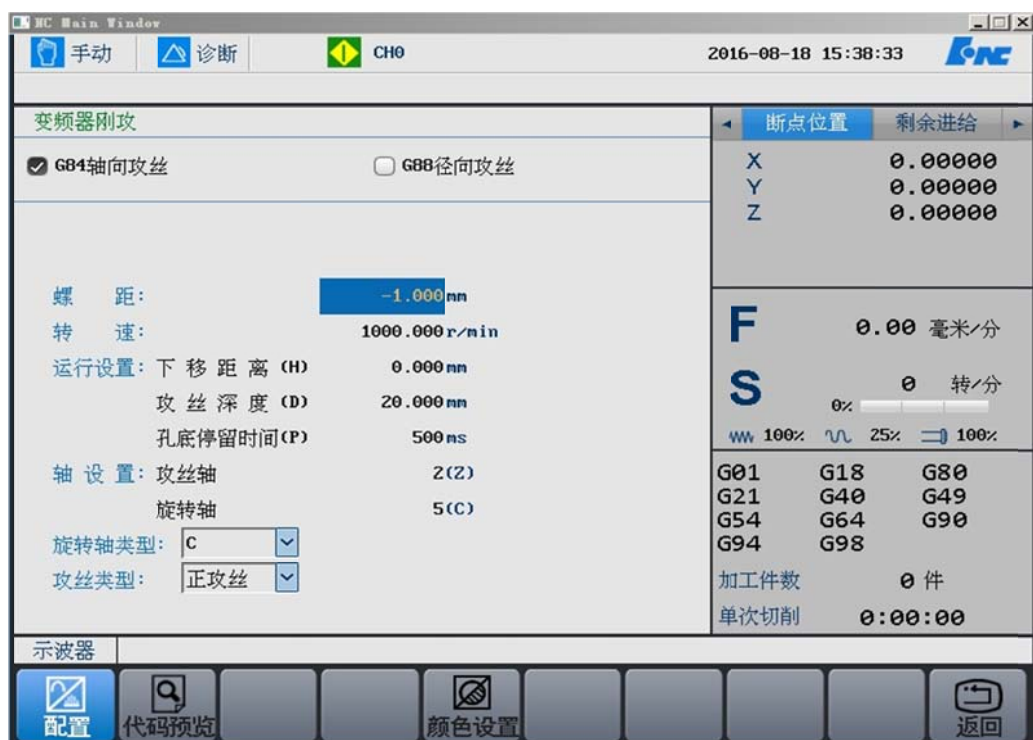 NC Main Window
手动 诊断 CH0 2016-08-18 15:38:33 HNC
变频器刚攻
断点位置 剩余进给
G84轴向攻丝 G88径向攻丝
X 0.00000
Y 0.00000
Z 0.00000
螺 距: -1.000mm
转 速: 1000.000r/min
运行设置: 下移距离(H) 0.000mm
攻丝深度(D) 20.000mm
孔底停留时间(P) 500ms
轴设置: 攻丝轴 2(Z)
旋转轴 5(C)
旋转轴类型: C
攻丝类型: 正攻丝
F 0.00 毫米/分
S 0 转/分
0%
100% 25% 100%
G01 G18 G80
G21 G40 G49
G54 G64 G90
G94 G98
加工件数 0 件
单次切削 0:00:00
示波器
配置 代码预览 颜色设置 返回